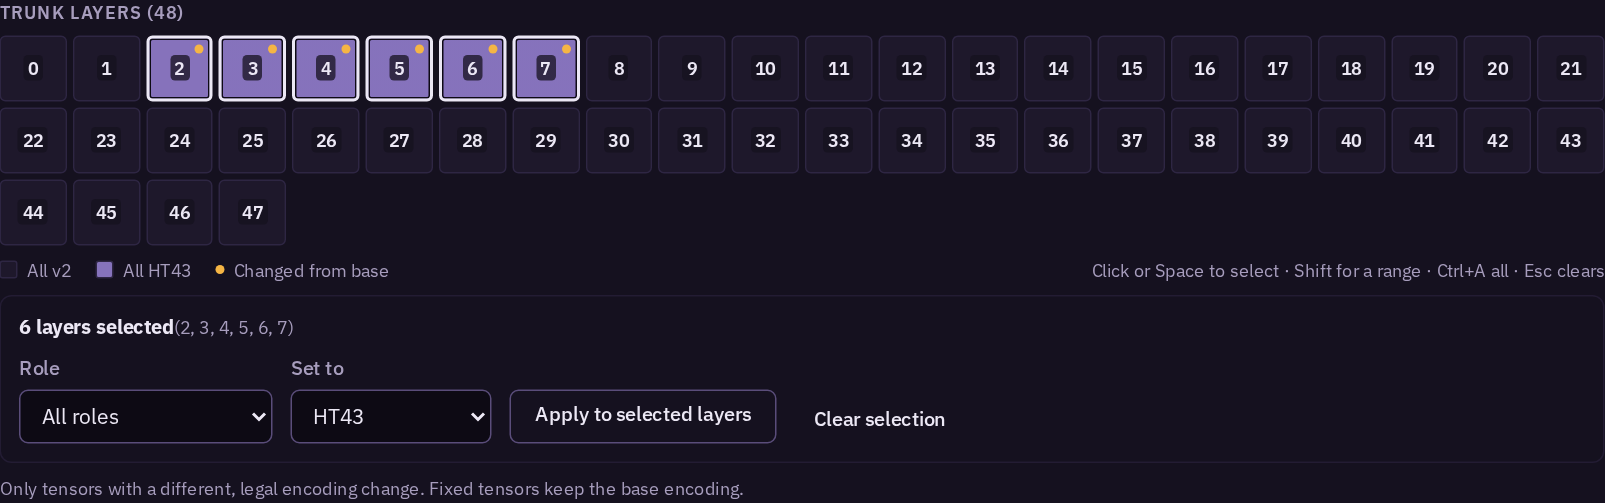 TRUNK LAYERS (48)
0 1 2 3 4 5 6 7 8 9 10 11 12 13 14 15 16 17 18 19 20 21
22 23 24 25 26 27 28 29 30 31 32 33 34 35 36 37 38 39 40 41 42 43
44 45 46 47
All v2 All HT43 Changed from base Click or Space to select · Shift for a range · Ctrl+A all · Esc clears
6 layers selected(2, 3, 4, 5, 6, 7)
Role Set to
All roles HT43 Apply to selected layers Clear selection
Only tensors with a different, legal encoding change. Fixed tensors keep the base encoding.